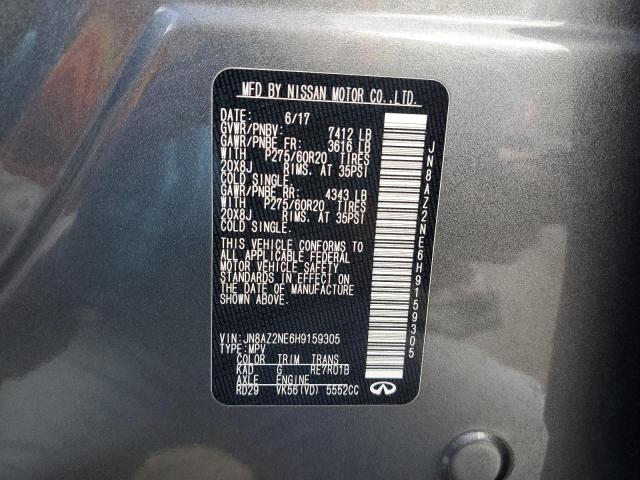 MFD BY NISSAN MOTOR CO.,LTD.
DATE: 6/17
GVWR/PNBV: 7412 LB
GAWR/PNBE FR: 3616 LB
WITH P275/60R20 TIRES
20X8J RIMS. AT 35PSI
COLD SINGLE.
GAWR/PNBE RR: 4343 LB
WITH P275/60R20 TIRES
20X8J RIMS. AT 35PSI
COLD SINGLE.
THIS VEHICLE CONFORMS TO
ALL APPLICABLE FEDERAL
MOTOR VEHICLE SAFETY
STANDARDS IN EFFECT ON
THE DATE OF MANUFACTURE
SHOWN ABOVE.
VIN: JN8AZ2NE6H9159305
TYPE: MPV
COLOR TRIM TRANS
KAD G RE7R01B
AXLE ENGINE
RD29 VK56(VD) 5552CC
JN8AZ2NE6H9159305